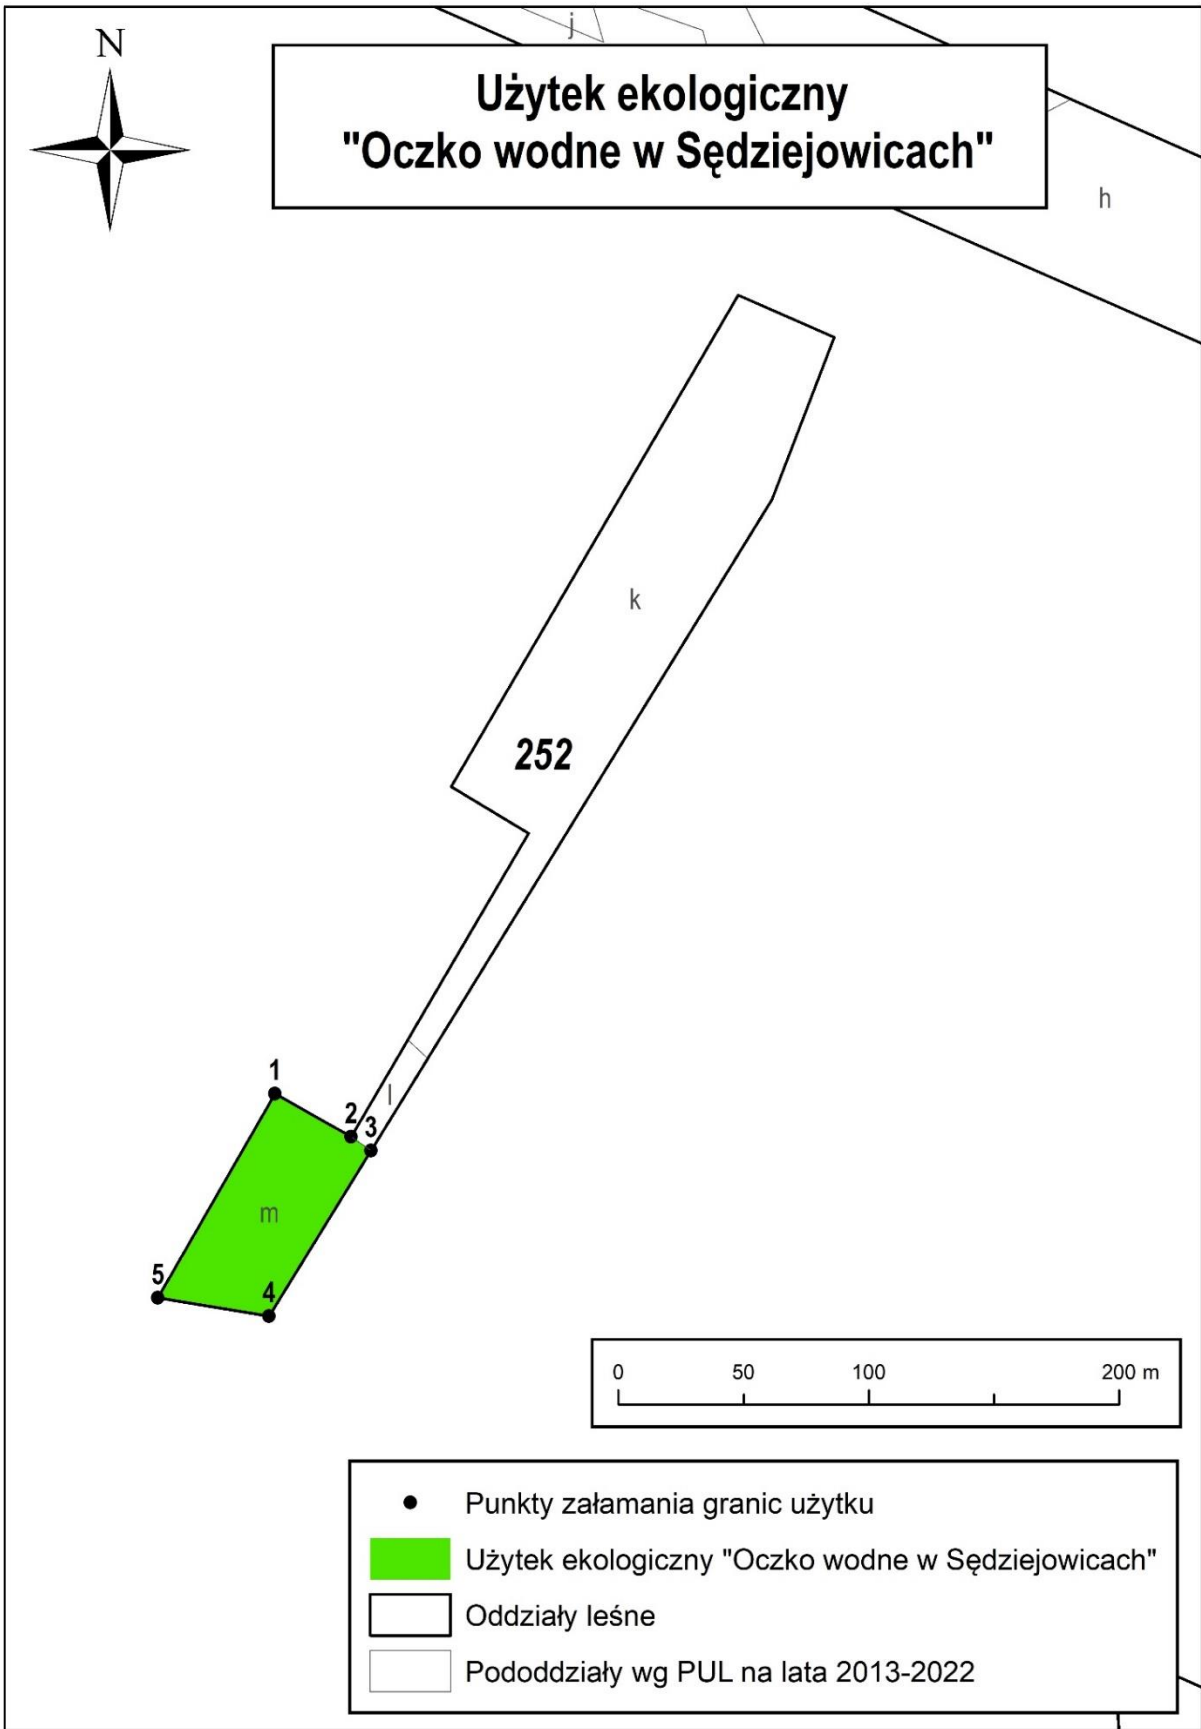 j
N
Użytek ekologiczny
"Oczko wodne w Sędziejowicach"
h
k
252
1
l
2
3
m
5
4
0 50 100 200 m
Punkty załamania granic użytku
Użytek ekologiczny "Oczko wodne w Sędziejowicach"
Oddziały leśne
Pododdziały wg PUL na lata 2013-2022